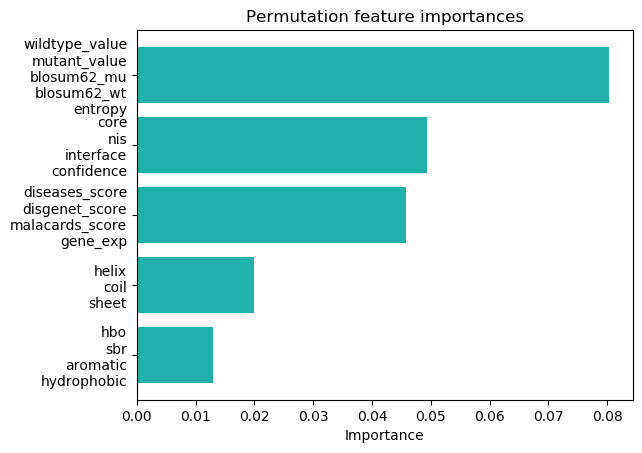 Permutation feature importances
wildtype_value
mutant_value
blosum62_mu
blosum62_wt
entropy
core
nis
interface
confidence
diseases_score
disgenet_score
malacards_score
gene_exp
helix
coil
sheet
hbo
sbr
aromatic
hydrophobic
0.00 0.01 0.02 0.03 0.04 0.05 0.06 0.07 0.08
Importance